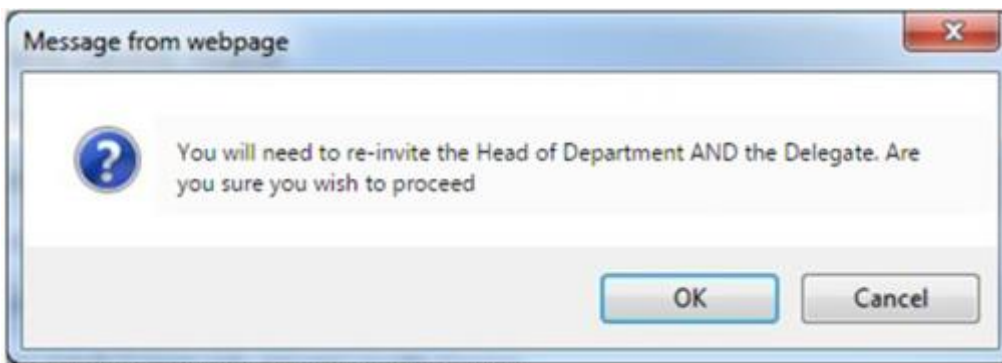 Message from webpage
You will need to re-invite the Head of Department AND the Delegate. Are
you sure you wish to proceed
OK
Cancel